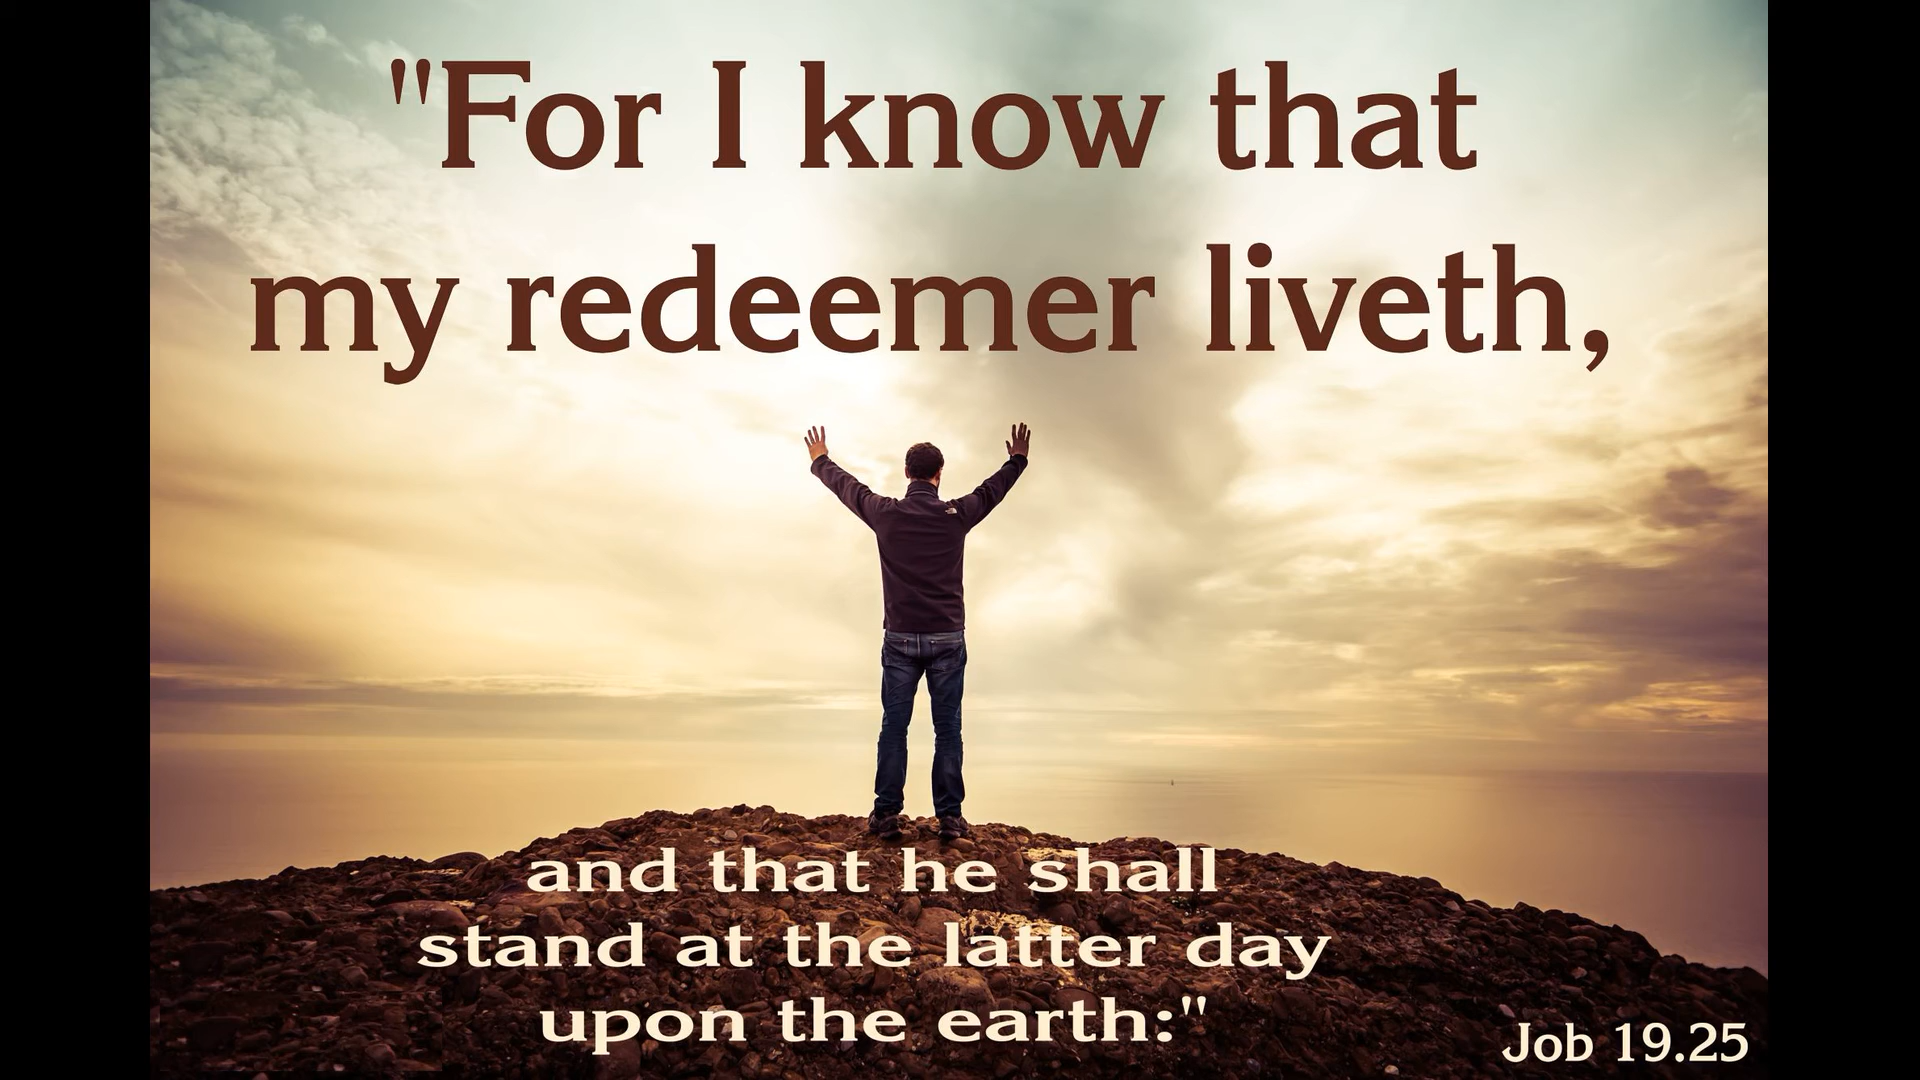 "For I know that
my redeemer liveth,
and that he shall
stand at the latter day
upon the earth:"
Job 19.25